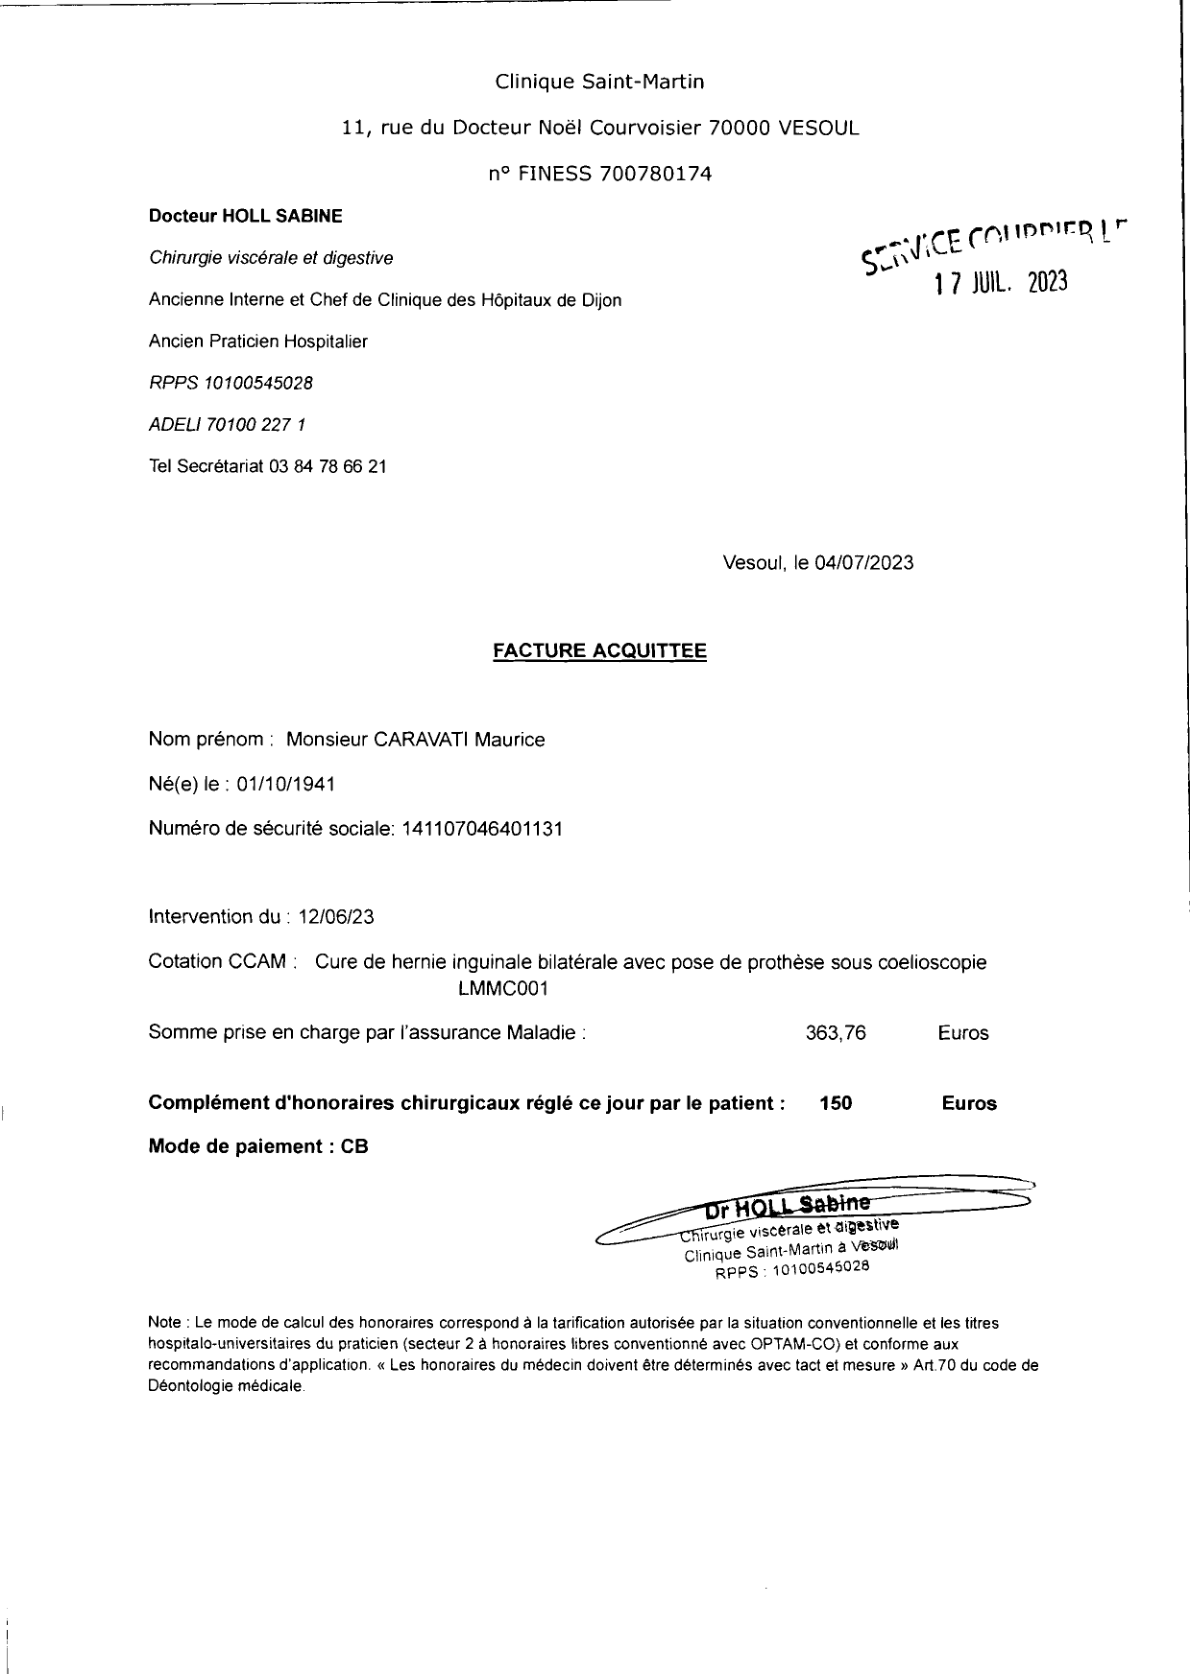 Clinique Saint-Martin
11, rue du Docteur Noël Courvoisier 70000 VESOUL
n° FINESS 700780174
Docteur HOLL SABINE
SERVICE COURRIER LE
Chirurgie viscérale et digestive
17 JUIL. 2023
Ancienne Interne et Chef de Clinique des Hôpitaux de Dijon
Ancien Praticien Hospitalier
RPPS 10100545028
ADELI 70100 227 1
Tel Secrétariat 03 84 78 66 21
Vesoul, le 04/07/2023
FACTURE ACQUITTEE
Nom prénom : Monsieur CARAVATI Maurice
Né(e) le : 01/10/1941
Numéro de sécurité sociale: 141107046401131
Intervention du : 12/06/23
Cotation CCAM : Cure de hernie inguinale bilatérale avec pose de prothèse sous coelioscopie
LMMC001
Somme prise en charge par l'assurance Maladie : 363,76 Euros
Complément d'honoraires chirurgicaux réglé ce jour par le patient : 150 Euros
Mode de paiement : CB
Dr HOLL Sabine
Chirurgie viscérale et digestive
Clinique Saint-Martin à Vesoul
RPPS : 10100545028
Note : Le mode de calcul des honoraires correspond à la tarification autorisée par la situation conventionnelle et les titres
hospitalo-universitaires du praticien (secteur 2 à honoraires libres conventionné avec OPTAM-CO) et conforme aux
recommandations d'application. « Les honoraires du médecin doivent être déterminés avec tact et mesure » Art.70 du code de
Déontologie médicale.